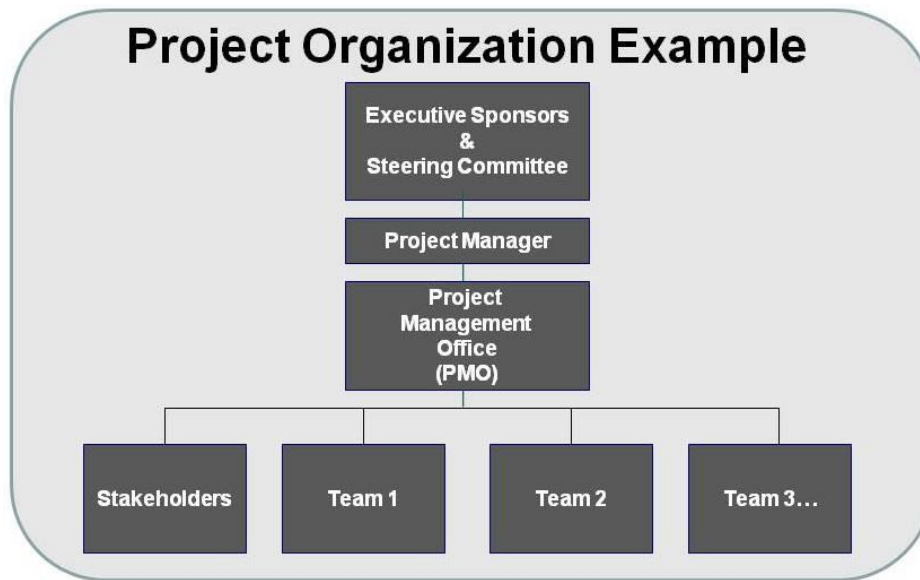 Project Organization Example
Executive Sponsors
&
Steering Committee
Project Manager
Project
Management
Office
(PMO)
Stakeholders
Team 1
Team 2
Team 3...